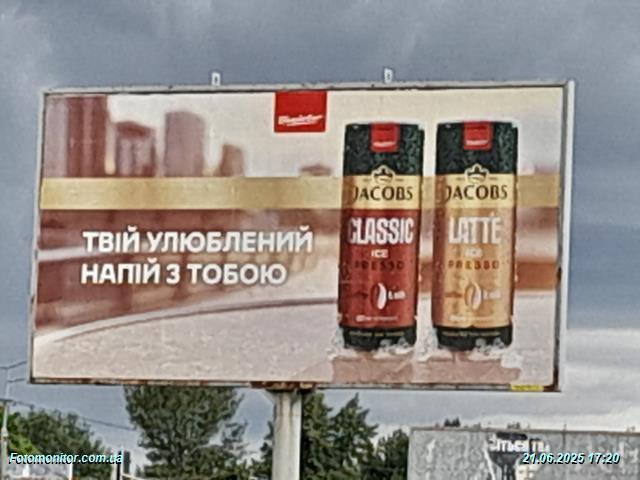 JACOBS
CLASSIC
ICE
PRESSO
JACOBS
LATTE
ICE
PRESSO
ТВІЙ УЛЮБЛЕНИЙ
НАПІЙ З ТОБОЮ
Fotomonitor.com.ua
21.06.2025 17:20